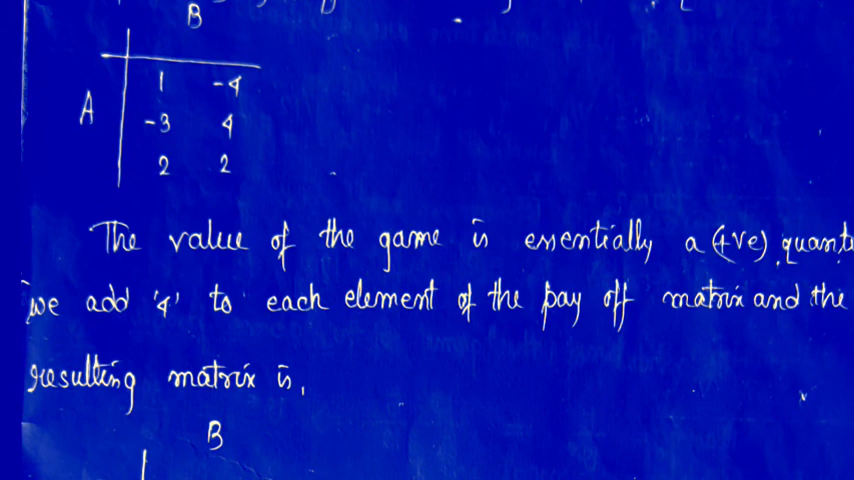 B
1 -4
A -3 4
2 2
The value of the game is essentially a (+ve) quanti
we add '4' to each element of the pay off matrix and the
resulting matrix is,
B